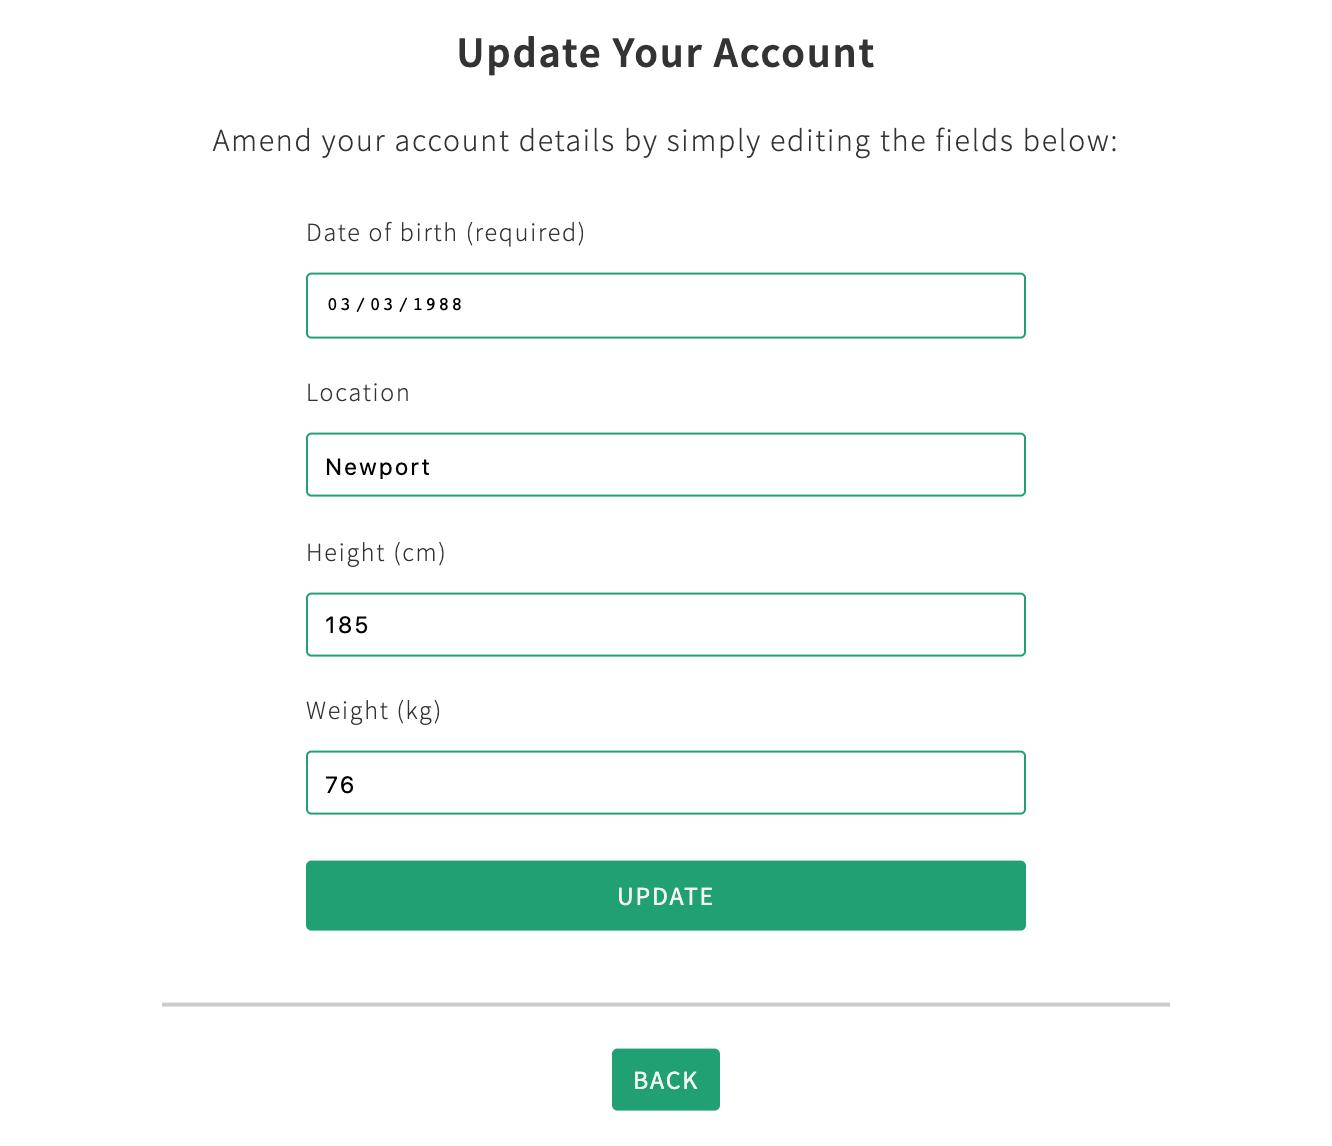 Update Your Account
Amend your account details by simply editing the fields below:
Date of birth (required)
03/03/1988
Location
Newport
Height (cm)
185
Weight (kg)
76
UPDATE
BACK